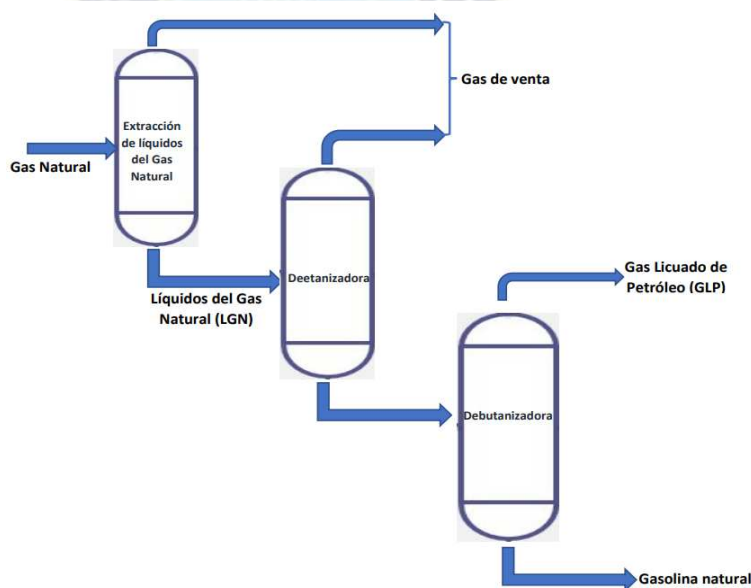 Gas de venta
Extracción
de líquidos
del Gas
Natural
Gas Natural
Deetanizadora
Líquidos del Gas
Natural (LGN)
Gas Licuado de
Petróleo (GLP)
Debutanizadora
Gasolina natural